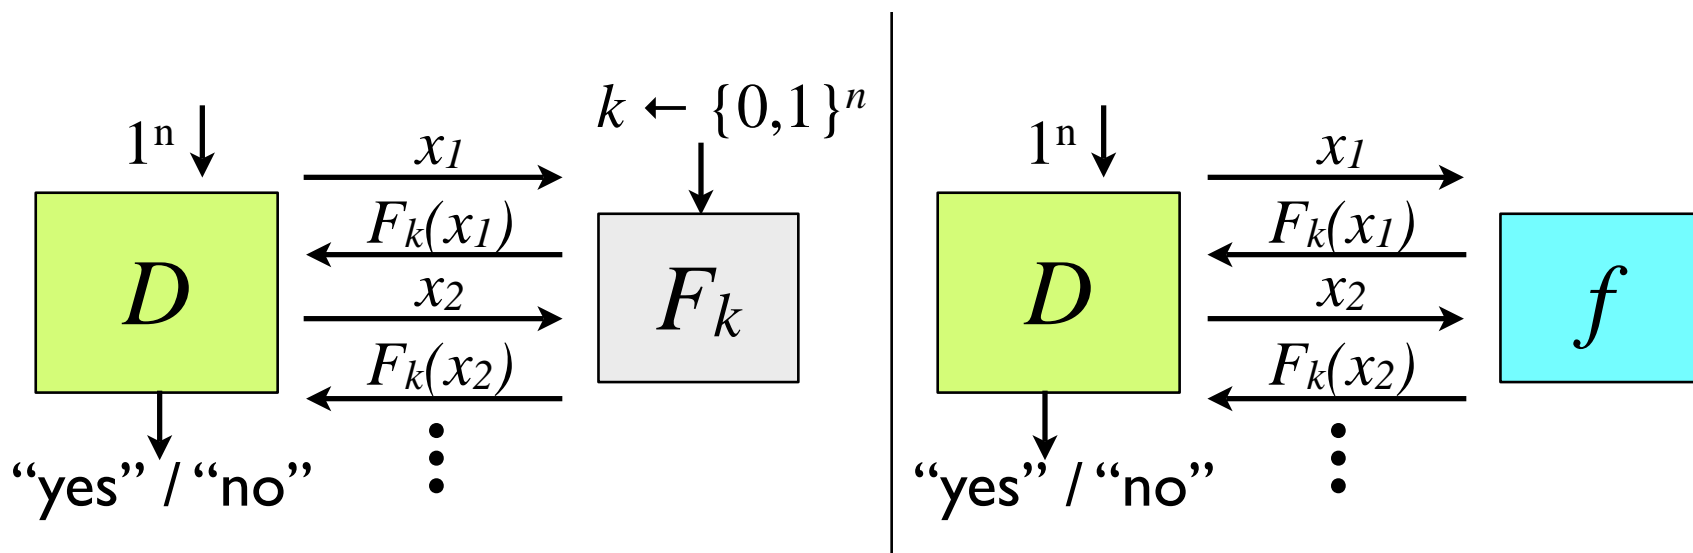 k ← {0,1}ⁿ
1ⁿ
x₁
Fₖ(x₁)
D
Fₖ
x₂
Fₖ(x₂)
“yes” / “no”
1ⁿ
x₁
Fₖ(x₁)
D
f
x₂
Fₖ(x₂)
“yes” / “no”